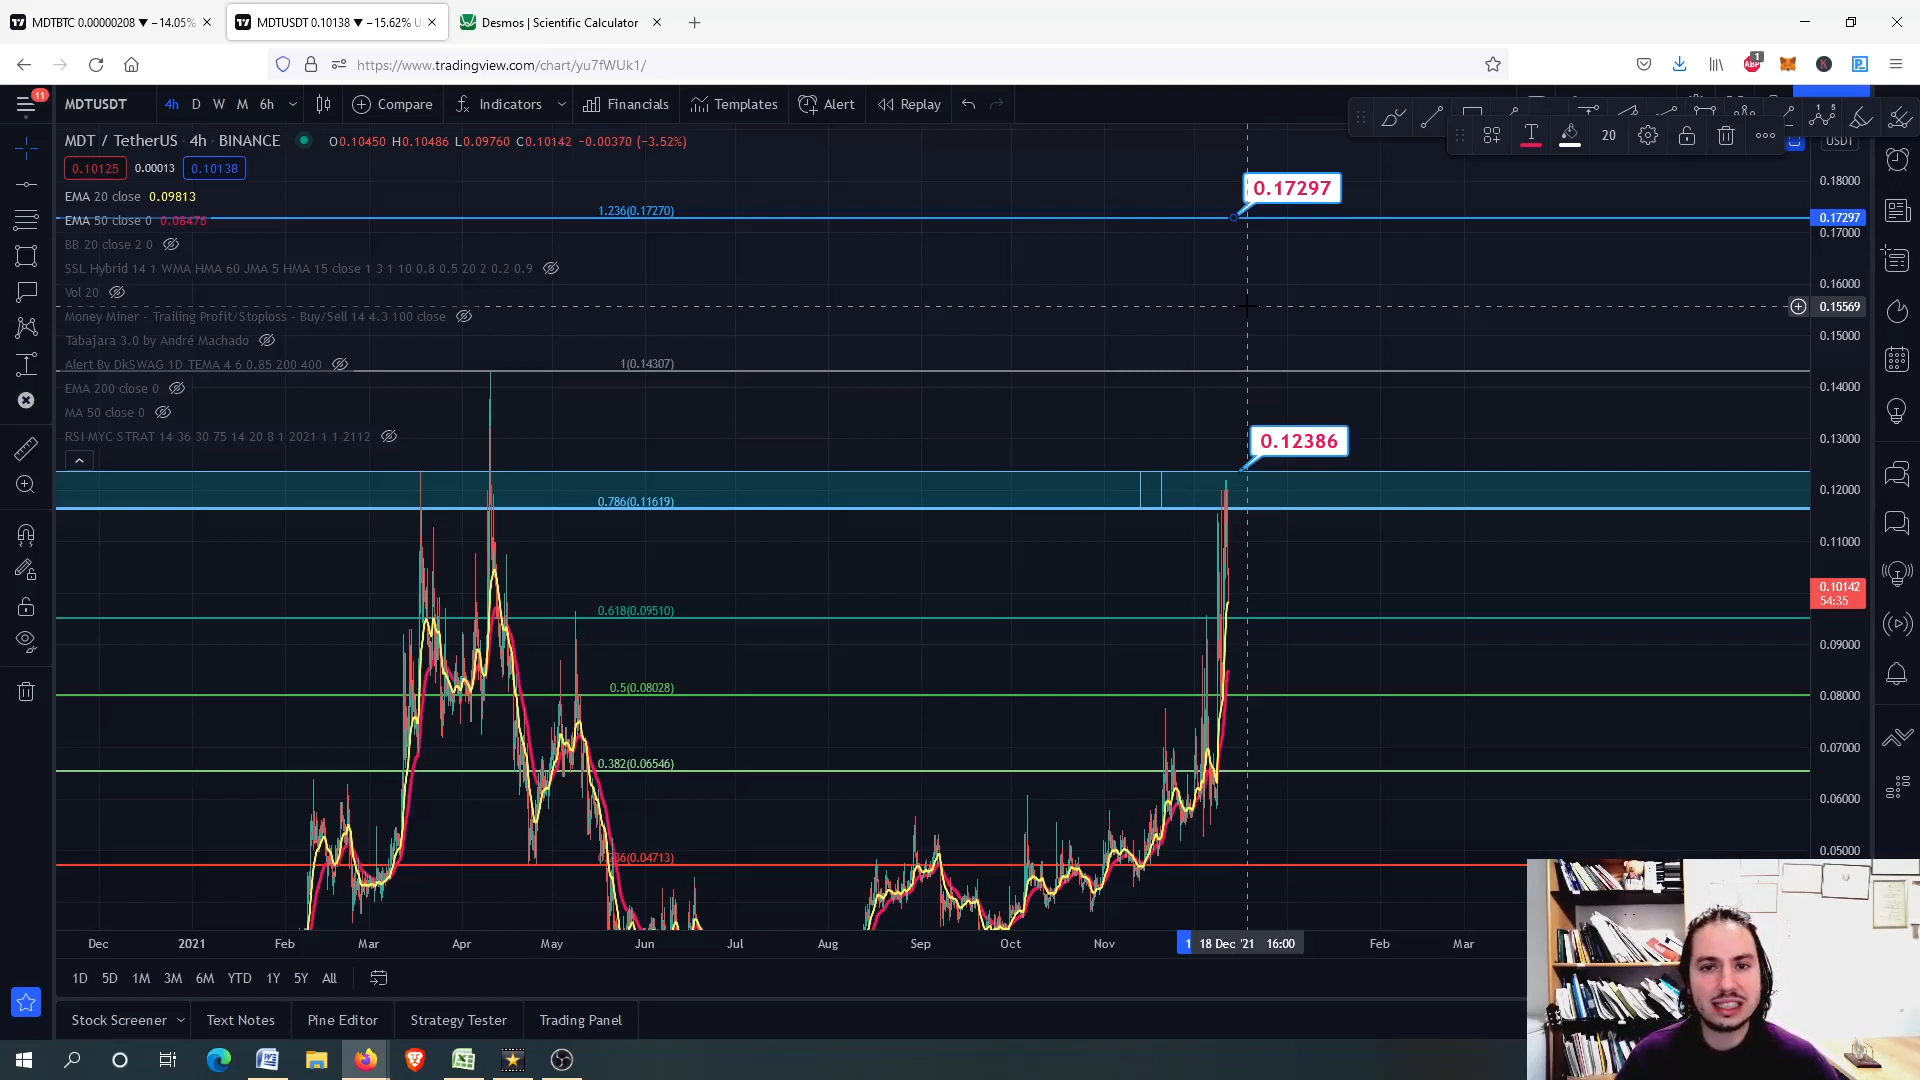 MDTBTC 0.00000208 ▼ −14.05%
MDTUSDT 0.10138 ▼ −15.62% U
Desmos | Scientific Calculator
https://www.tradingview.com/chart/yu7fWUk1/
1
ABP
11
MDTUSDT
4h D W M 6h
Compare
Indicators
Financials
Templates
Alert
Replay
20
MDT / TetherUS · 4h · BINANCE
O0.10450 H0.10486 L0.09760 C0.10142 −0.00370 (−3.52%)
0.10125 0.00013 0.10138
EMA 20 close 0.09813
EMA 50 close 0 0.08476
BB 20 close 2 0
SSL Hybrid 14 1 WMA HMA 60 JMA 5 HMA 15 close 1 3 1 10 0.8 0.5 20 2 0.2 0.9
Vol 20
Money Miner - Trailing Profit/Stoploss - Buy/Sell 14 4.3 100 close
Tabajara 3.0 by André Machado
Alert By DkSWAG 1D TEMA 4 6 0.85 200 400
EMA 200 close 0
MA 50 close 0
RSI MYC STRAT 14 36 30 75 14 20 8 1 2021 1 1 2112
1.236(0.17270)
1(0.14307)
0.786(0.11619)
0.618(0.09510)
0.5(0.08028)
0.382(0.06546)
0.236(0.04713)
0.17297
0.12386
USDT
0.18000
0.17297
0.17000
0.16000
0.15569
0.15000
0.14000
0.13000
0.12000
0.11000
0.10142
54:35
0.09000
0.08000
0.07000
0.06000
0.05000
Dec 2021 Feb Mar Apr May Jun Jul Aug Sep Oct Nov 1 18 Dec '21 16:00 Feb Mar
1D 5D 1M 3M 6M YTD 1Y 5Y All
Stock Screener Text Notes Pine Editor Strategy Tester Trading Panel